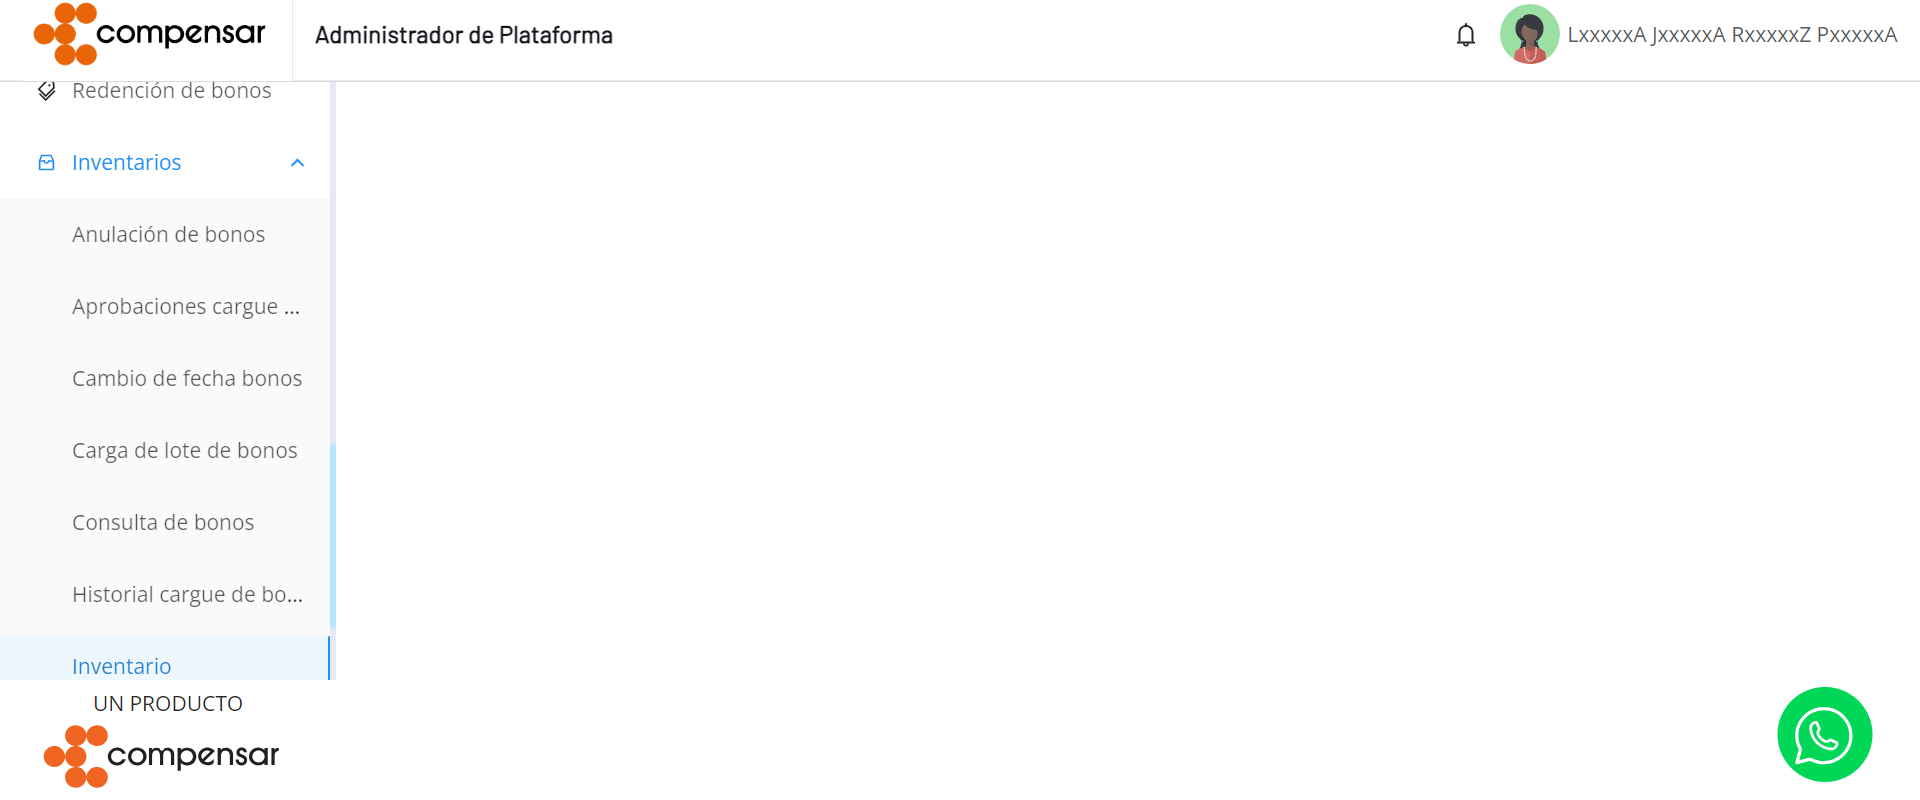 compensar
Administrador de Plataforma
LxxxxxA JxxxxxA RxxxxxZ PxxxxxA
Redención de bonos
Inventarios
Anulación de bonos
Aprobaciones cargue ...
Cambio de fecha bonos
Carga de lote de bonos
Consulta de bonos
Historial cargue de bo...
Inventario
UN PRODUCTO
compensar